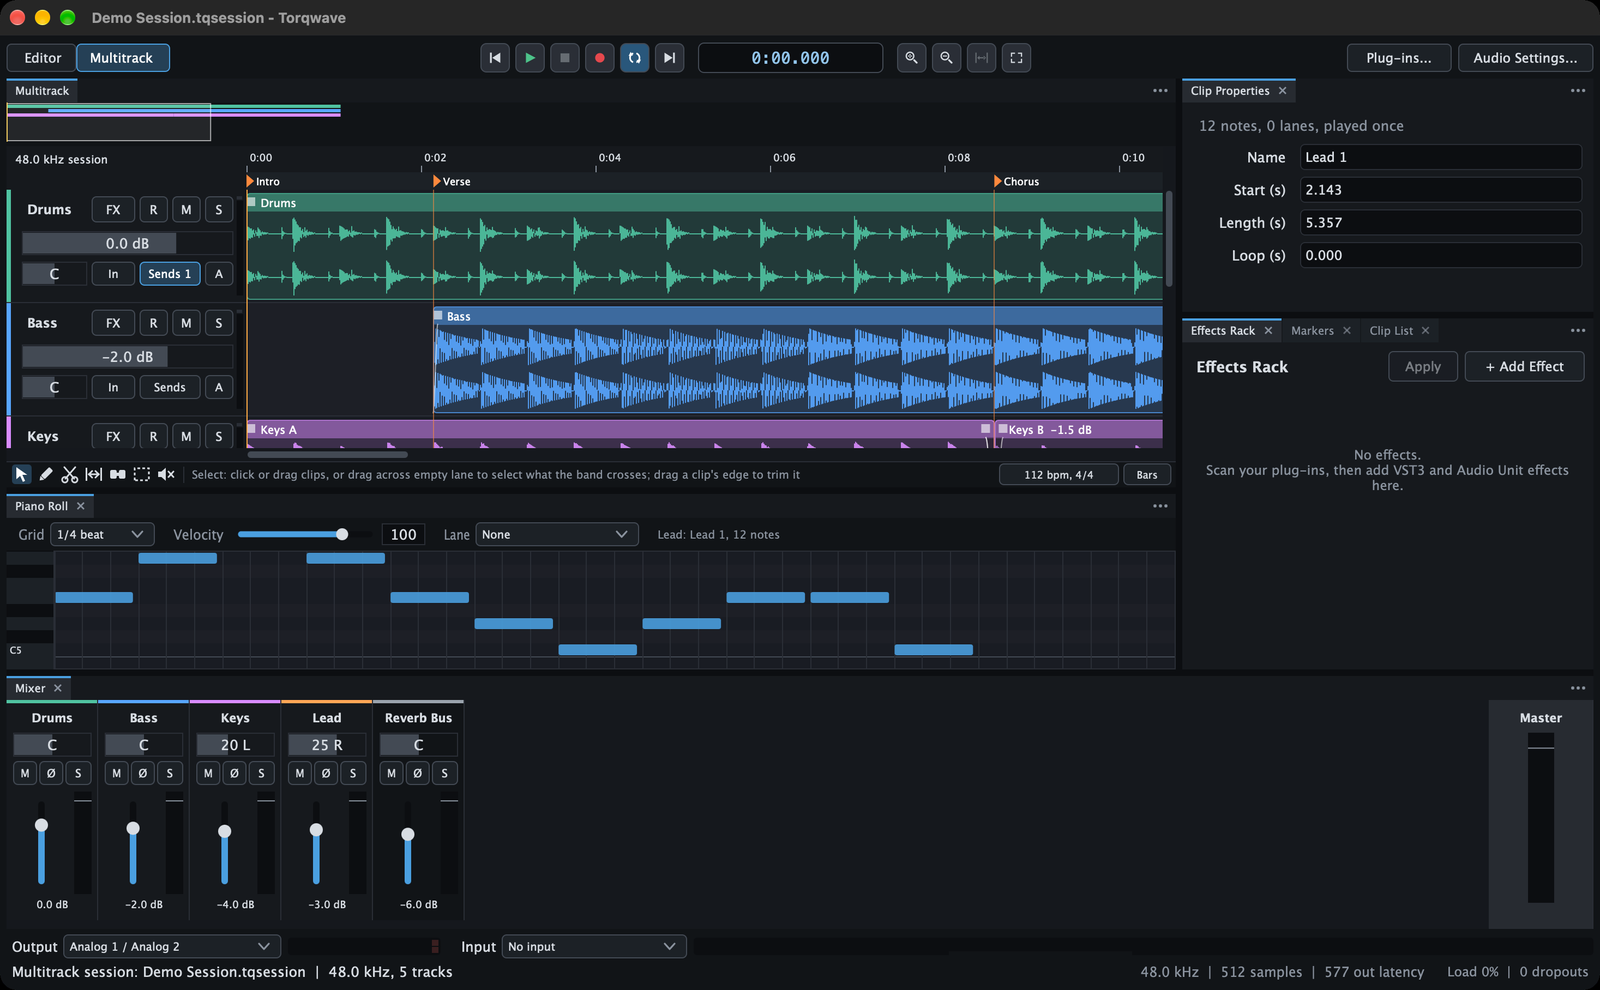 Demo Session.tqsession - Torqwave
Editor Multitrack 0:00.000 Plug-ins... Audio Settings...
Multitrack
48.0 kHz session
0:00 0:02 0:04 0:06 0:08 0:10
Intro Verse Chorus
Drums FX R M S
0.0 dB
C In Sends 1 A
Drums
Bass FX R M S
-2.0 dB
C In Sends A
Bass
Keys FX R M S
Keys A Keys B -1.5 dB
Select: click or drag clips, or drag across empty lane to select what the band crosses; drag a clip's edge to trim it
112 bpm, 4/4 Bars
Clip Properties
12 notes, 0 lanes, played once
Name Lead 1
Start (s) 2.143
Length (s) 5.357
Loop (s) 0.000
Effects Rack Markers Clip List
Effects Rack Apply + Add Effect
No effects.
Scan your plug-ins, then add VST3 and Audio Unit effects
here.
Piano Roll
Grid 1/4 beat Velocity 100 Lane None Lead: Lead 1, 12 notes
C5
Mixer
Drums Bass Keys Lead Reverb Bus Master
C C 20 L 25 R C
M Ø S M Ø S M Ø S M Ø S M Ø S
0.0 dB -2.0 dB -4.0 dB -3.0 dB -6.0 dB
Output Analog 1 / Analog 2 Input No input
Multitrack session: Demo Session.tqsession | 48.0 kHz, 5 tracks
48.0 kHz | 512 samples | 577 out latency Load 0% | 0 dropouts